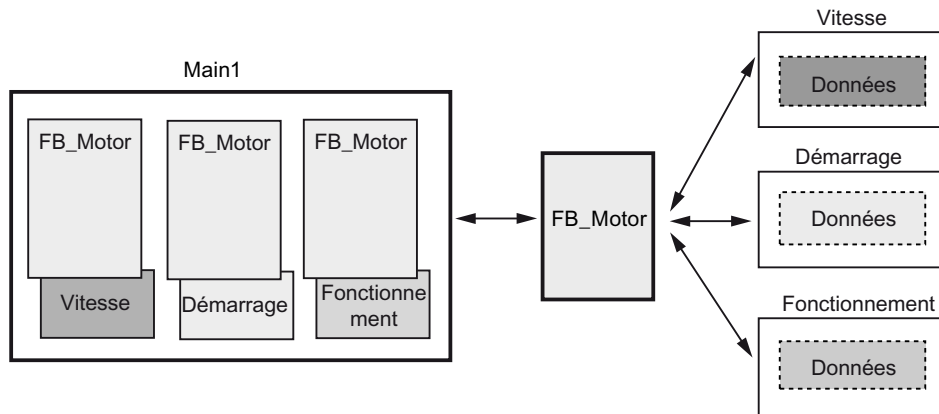 Main1
FB_Motor
FB_Motor
FB_Motor
Vitesse
Démarrage
Fonctionne
ment
FB_Motor
Vitesse
Données
Démarrage
Données
Fonctionnement
Données